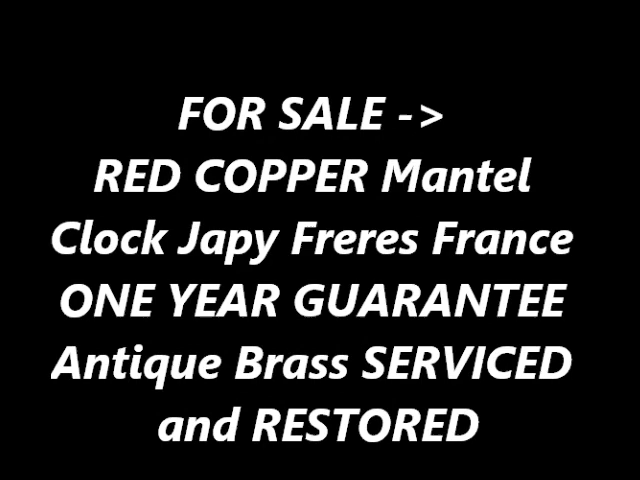 FOR SALE ->
RED COPPER Mantel
Clock Japy Freres France
ONE YEAR GUARANTEE
Antique Brass SERVICED
and RESTORED